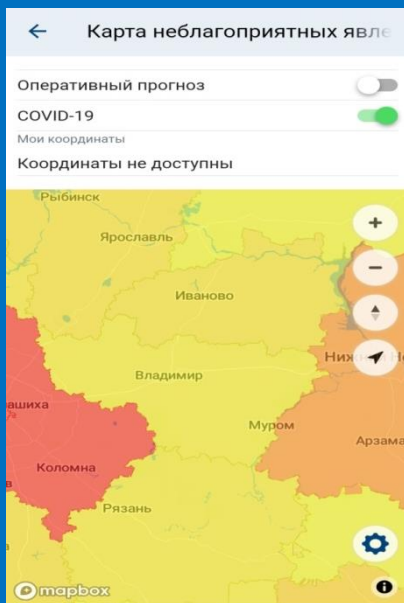 Карта неблагоприятных явле
Оперативный прогноз
COVID-19
Мои координаты
Координаты не доступны
Рыбинск
Ярославль
Иваново
Владимир
ашиха
Муром
Арзама
Коломна
в
Рязань
mapbox